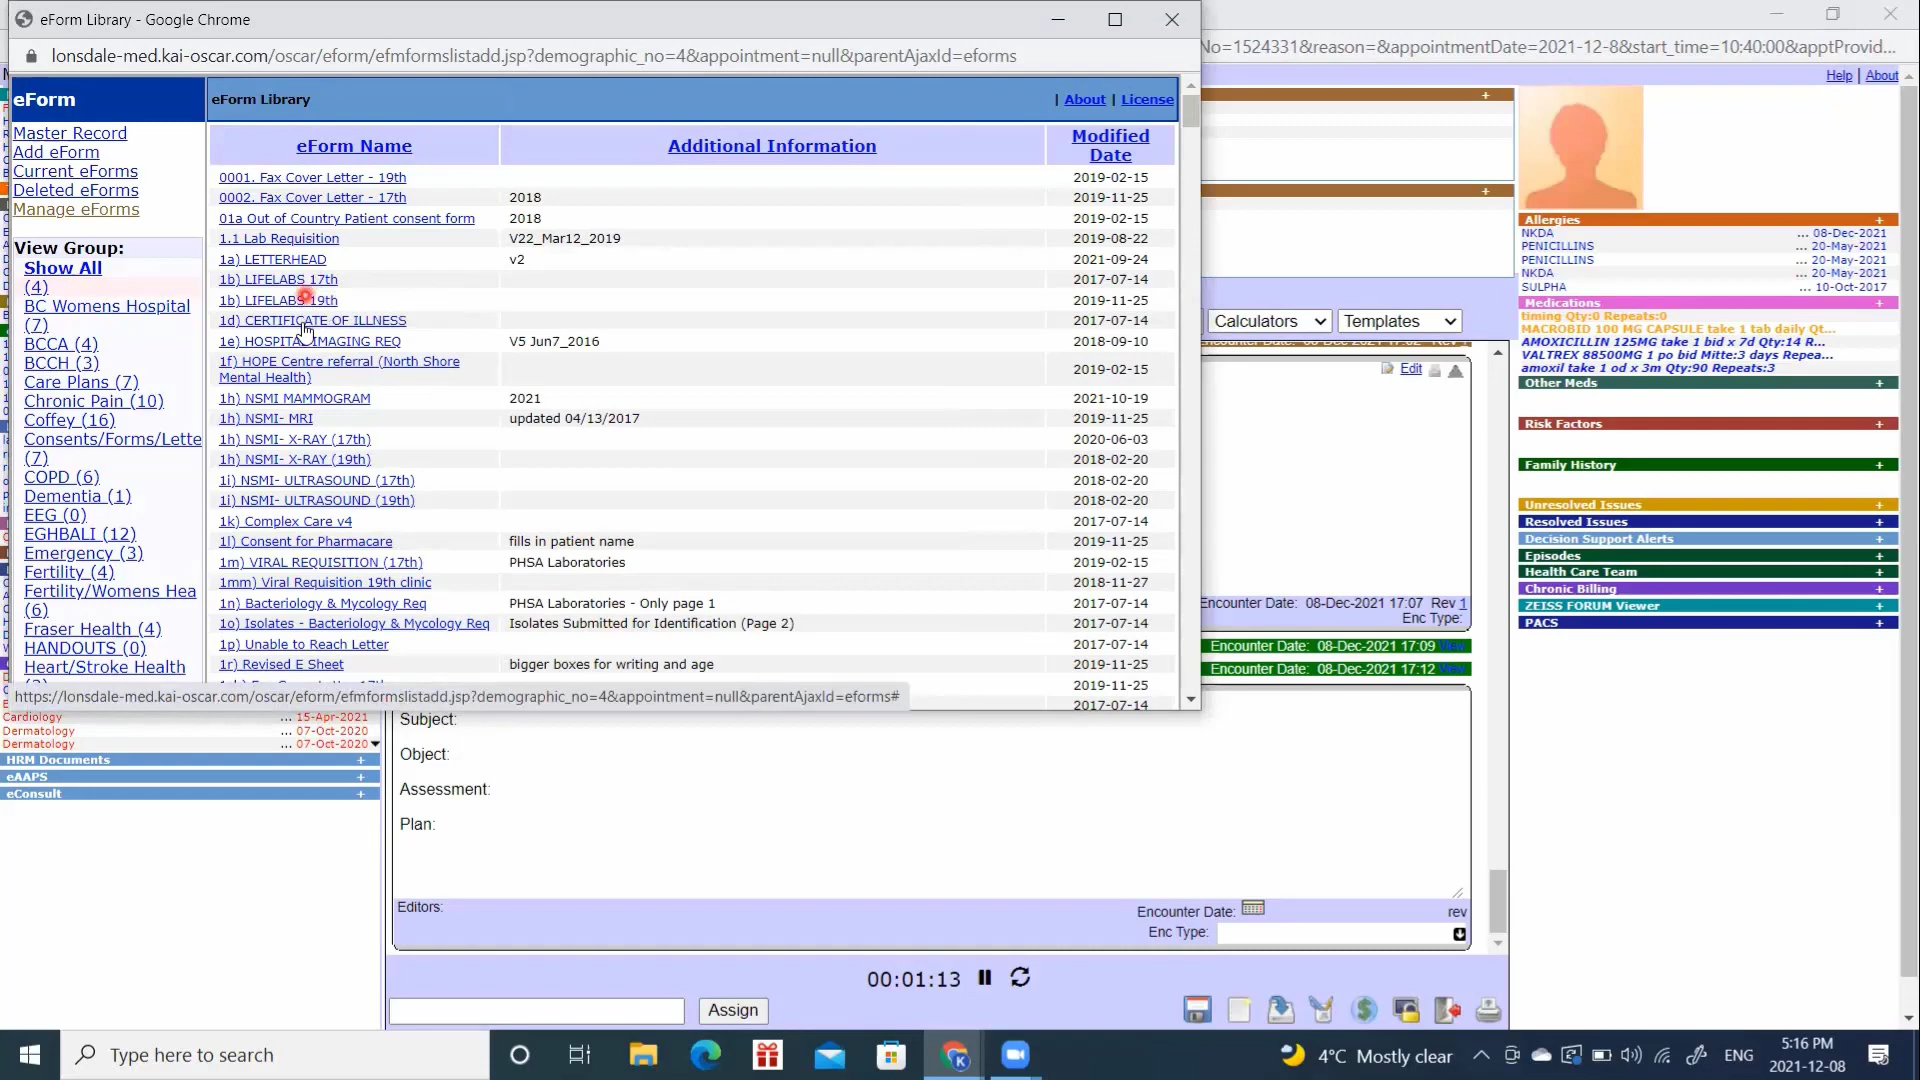 eForm Library - Google Chrome
lonsdale-med.kai-oscar.com/oscar/eform/efmformslistadd.jsp?demographic_no=4&appointment=null&parentAjaxId=eforms
No=1524331&reason=&appointmentDate=2021-12-8&start_time=10:40:00&apptProvid...
Help | About
eForm
eForm Library
| About | License
Master Record
Add eForm
Current eForms
Deleted eForms
Manage eForms
View Group:
Show All
(4)
BC Womens Hospital
(7)
BCCA (4)
BCCH (3)
Care Plans (7)
Chronic Pain (10)
Coffey (16)
Consents/Forms/Lette
(7)
COPD (6)
Dementia (1)
EEG (0)
EGHBALI (12)
Emergency (3)
Fertility (4)
Fertility/Womens Hea
(6)
Fraser Health (4)
HANDOUTS (0)
Heart/Stroke Health
eForm Name Additional Information Modified
Date
0001. Fax Cover Letter - 19th 2019-02-15
0002. Fax Cover Letter - 17th 2018 2019-11-25
01a Out of Country Patient consent form 2018 2019-02-15
1.1 Lab Requisition V22_Mar12_2019 2019-08-22
1a) LETTERHEAD v2 2021-09-24
1b) LIFELABS 17th 2017-07-14
1b) LIFELABS 19th 2019-11-25
1d) CERTIFICATE OF ILLNESS 2017-07-14
1e) HOSPITAL IMAGING REQ V5 Jun7_2016 2018-09-10
1f) HOPE Centre referral (North Shore
Mental Health) 2019-02-15
1h) NSMI MAMMOGRAM 2021 2021-10-19
1h) NSMI- MRI updated 04/13/2017 2019-11-25
1h) NSMI- X-RAY (17th) 2020-06-03
1h) NSMI- X-RAY (19th) 2018-02-20
1i) NSMI- ULTRASOUND (17th) 2018-02-20
1i) NSMI- ULTRASOUND (19th) 2018-02-20
1k) Complex Care v4 2017-07-14
1l) Consent for Pharmacare fills in patient name 2019-11-25
1m) VIRAL REQUISITION (17th) PHSA Laboratories 2019-02-15
1mm) Viral Requisition 19th clinic 2018-11-27
1n) Bacteriology & Mycology Req PHSA Laboratories - Only page 1 2017-07-14
1o) Isolates - Bacteriology & Mycology Req Isolates Submitted for Identification (Page 2) 2017-07-14
1p) Unable to Reach Letter 2017-07-14
1r) Revised E Sheet bigger boxes for writing and age 2019-11-25
2019-11-25
2017-07-14
https://lonsdale-med.kai-oscar.com/oscar/eform/efmformslistadd.jsp?demographic_no=4&appointment=null&parentAjaxId=eforms#
Cardiology ... 15-Apr-2021
Dermatology ... 07-Oct-2020
Dermatology ... 07-Oct-2020
HRM Documents +
eAAPS +
eConsult +
+
+
Calculators
Templates
Edit
Encounter Date: 08-Dec-2021 17:07 Rev 1
Enc Type:
Encounter Date: 08-Dec-2021 17:09 View
Encounter Date: 08-Dec-2021 17:12 View
Subject:
Object:
Assessment:
Plan:
Editors:
Encounter Date:
rev
Enc Type:
00:01:13
Assign
Allergies +
NKDA ... 08-Dec-2021
PENICILLINS ... 20-May-2021
PENICILLINS ... 20-May-2021
NKDA ... 20-May-2021
SULPHA ... 10-Oct-2017
Medications +
timing Qty:0 Repeats:0
MACROBID 100 MG CAPSULE take 1 tab daily Qt...
AMOXICILLIN 125MG take 1 bid x 7d Qty:14 R...
VALTREX 88500MG 1 po bid Mitte:3 days Repea...
amoxil take 1 od x 3m Qty:90 Repeats:3
Other Meds +
Risk Factors +
Family History +
Unresolved Issues +
Resolved Issues +
Decision Support Alerts +
Episodes +
Health Care Team +
Chronic Billing +
ZEISS FORUM Viewer +
PACS +
Type here to search
4°C Mostly clear
ENG
5:16 PM
2021-12-08